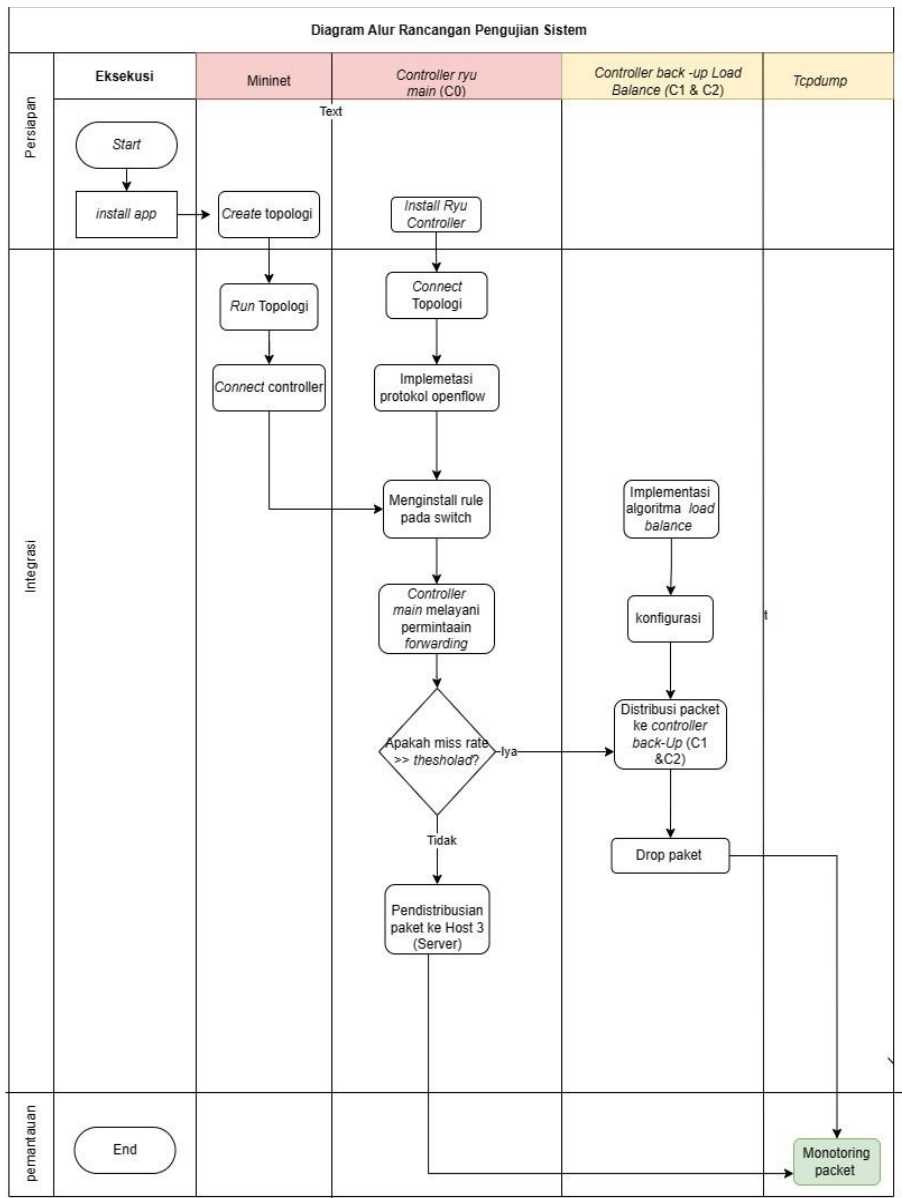 Diagram Alur Rancangan Pengujian Sistem
Persiapan
Eksekusi
Mininet
Controller ryu
main (C0)
Controller back -up Load
Balance (C1 & C2)
Tcpdump
Text
Start
install app
Create topologi
Install Ryu
Controller
Integrasi
Run Topologi
Connect
Topologi
Connect controller
Implemetasi
protokol openflow
Menginstall rule
pada switch
Implementasi
algoritma load
balance
Controller
main melayani
permintaain
forwarding
konfigurasi
t
Apakah miss rate
>> thesholad?
Iya
Distribusi packet
ke controller
back-Up (C1
&C2)
Tidak
Drop paket
Pendistribusian
paket ke Host 3
(Server)
pemantauan
End
Monotoring
packet